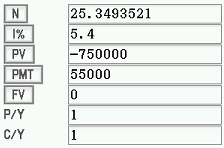 N 25.3493521
I% 5.4
PV -750000
PMT 55000
FV 0
P/Y 1
C/Y 1